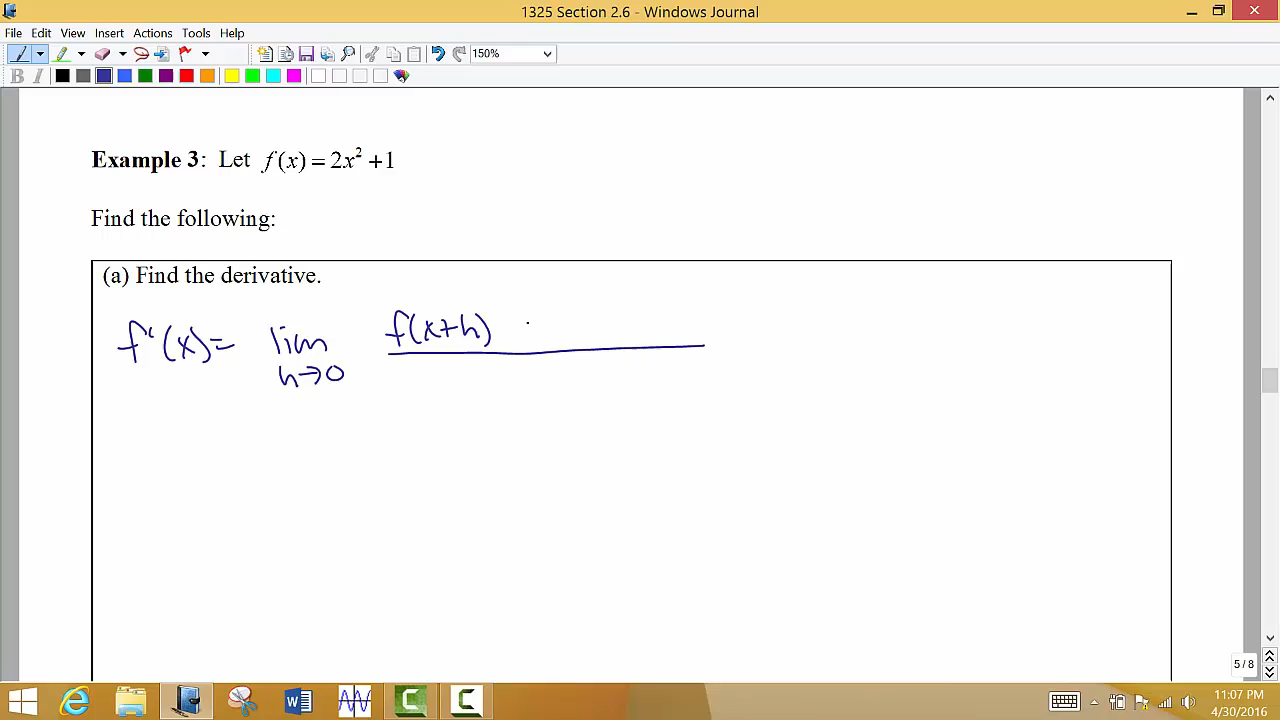 1325 Section 2.6 - Windows Journal
File Edit View Insert Actions Tools Help
150%
B I
Example 3: Let f(x) = 2x² + 1
Find the following:
(a) Find the derivative.
f'(x) = lim f(x+h)
h→0
5 / 8
11:07 PM
4/30/2016